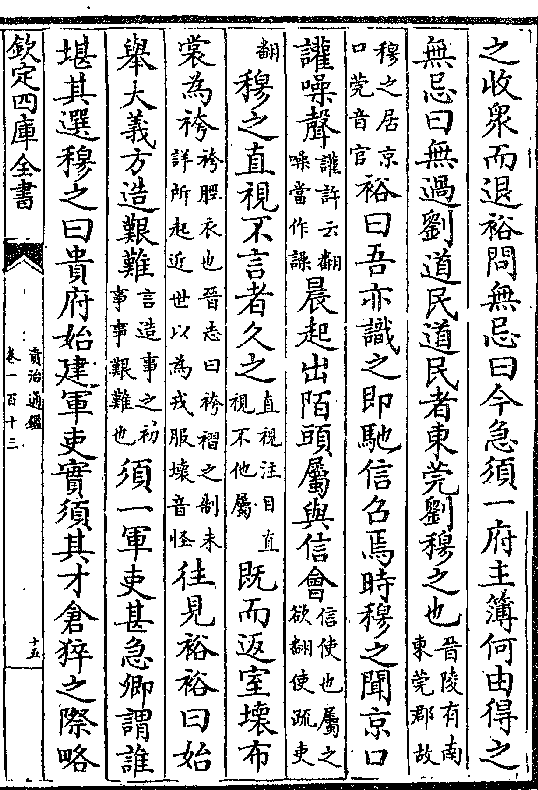 之收衆而退裕問無忌曰今急須一府主簿何由得之
無忌曰無過劉道民道民者東莞劉穆之也晉陵有南東莞郡故
穆之居京口莞音官裕曰吾亦識之即馳信召焉時穆之聞京口
讙噪聲讙許云翻噪當作譟晨起出陌頭屬與信會信使也屬之欲翻使疏吏
翻穆之直視不言者久之直視注目直視不他屬既而返室壞布
裳為袴袴脛衣也晉志曰袴褶之制未詳所起近世以為戎服壞音怪往見裕裕曰始
舉大義方造艱難言造事之初事事艱難也須一軍吏甚急卿謂誰
堪其選穆之曰貴府始建軍吏實須其才倉猝之際略
欽定四庫全書
資治通鑑
卷一百十三
十五